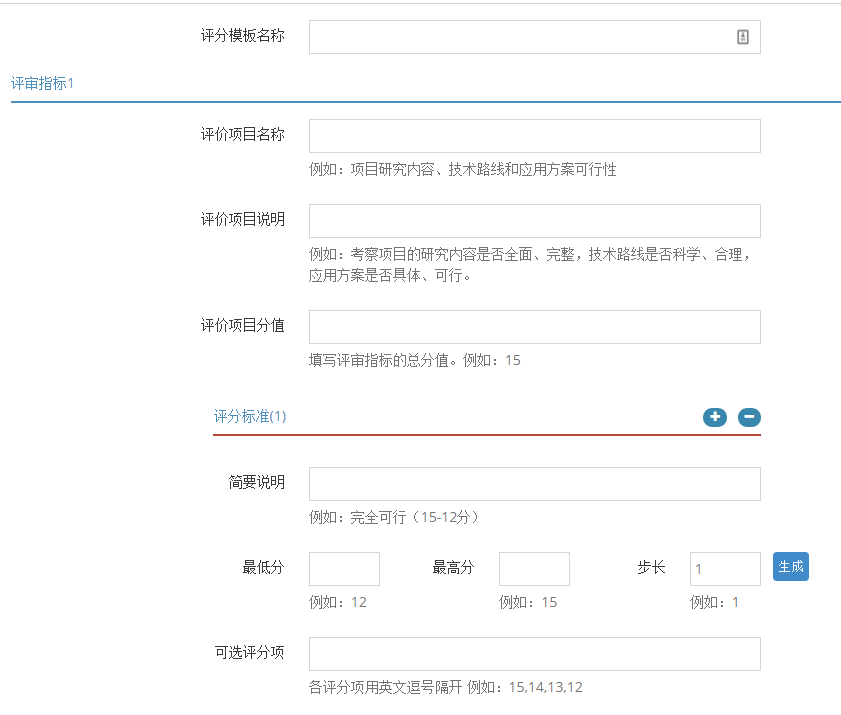 评分模板名称
评审指标1
评价项目名称
例如：项目研究内容、技术路线和应用方案可行性
评价项目说明
例如：考察项目的研究内容是否全面、完整，技术路线是否科学、合理，
应用方案是否具体、可行。
评价项目分值
填写评审指标的总分值。例如：15
评分标准(1)
简要说明
例如：完全可行（15-12分）
最低分 最高分 步长 1 生成
例如：12 例如：15 例如：1
可选评分项
各评分项用英文逗号隔开 例如：15,14,13,12